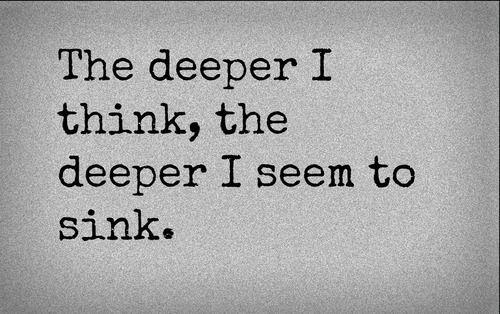 The deeper I
think, the
deeper I seem to
sink.